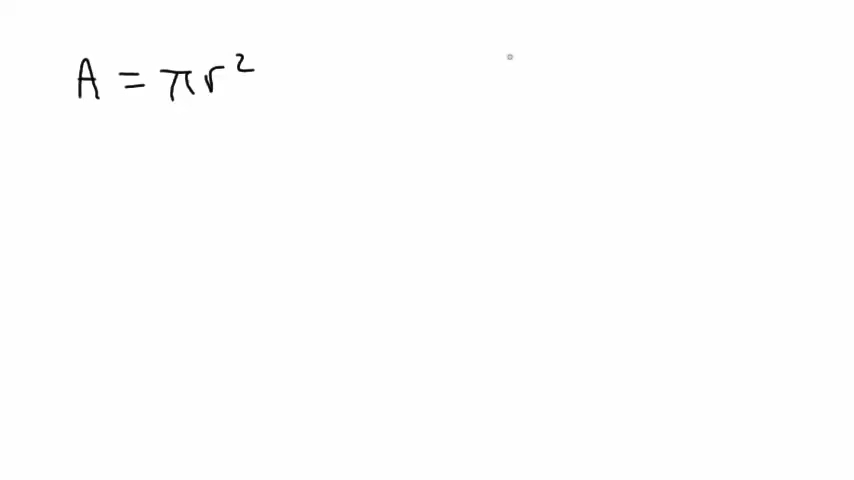 A = πr²